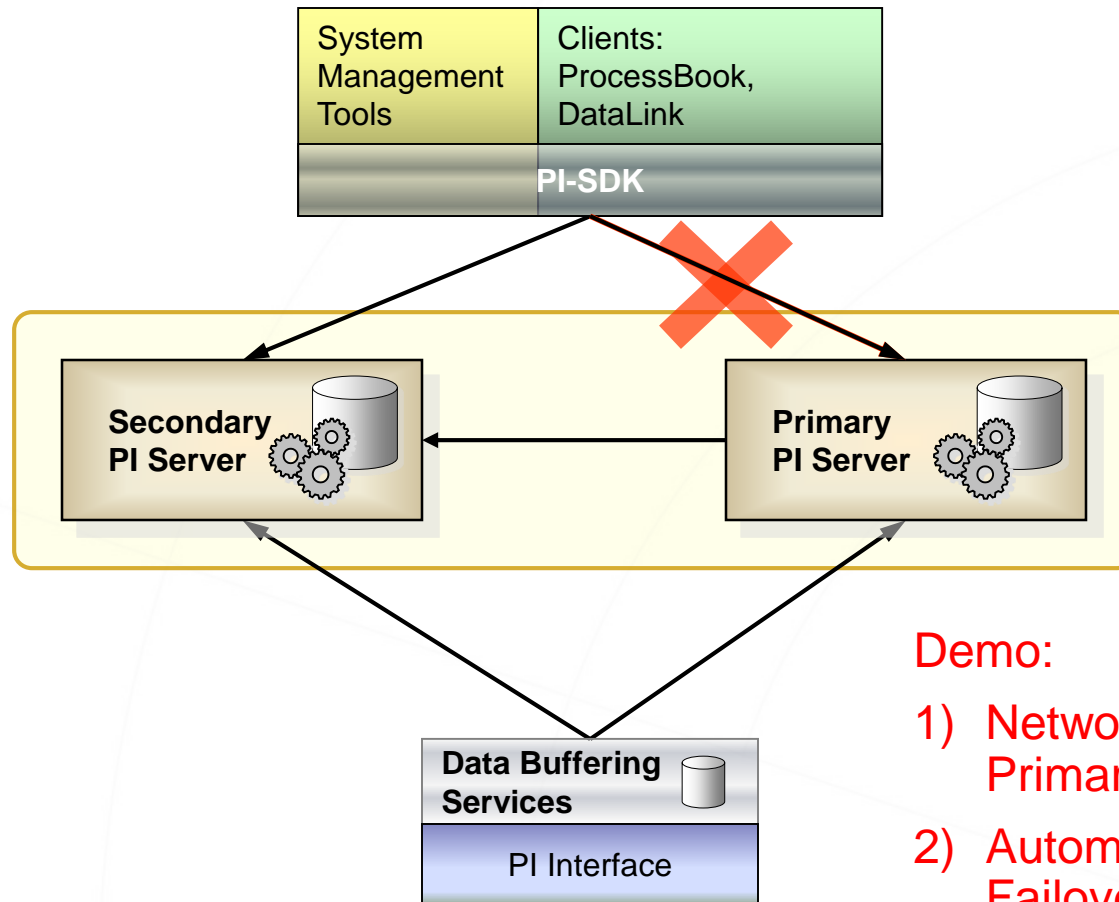 System
Management
Tools
Clients:
ProcessBook,
DataLink
PI-SDK
Secondary
PI Server
Primary
PI Server
Demo:
1)
Primar
2)
Data Buffering
Services
PI Interface